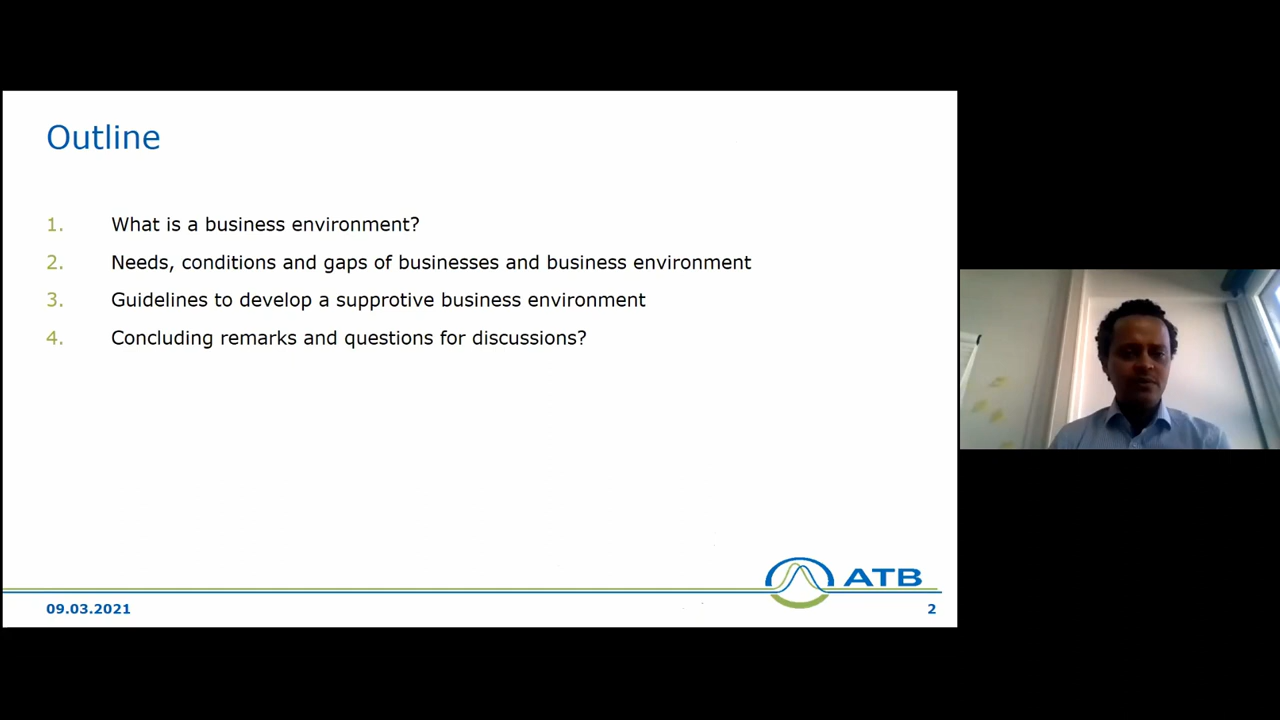 Outline
1. What is a business environment?
2. Needs, conditions and gaps of businesses and business environment
3. Guidelines to develop a supprotive business environment
4. Concluding remarks and questions for discussions?
ATB
09.03.2021
2